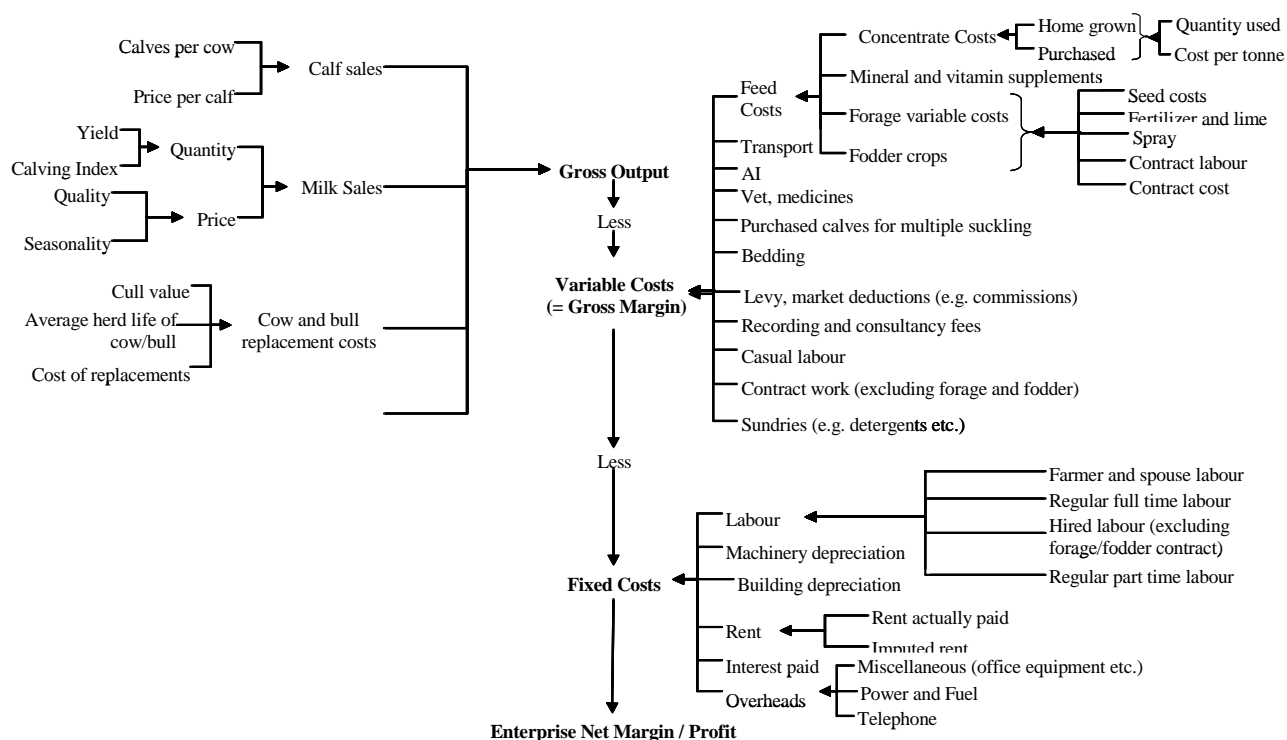 Calves per cow
Calf sales
Price per calf
Yield
Quantity
Calving Index
Quality
Milk Sales
Price
Seasonality
Cull value
Average herd life of
cow/bull
Cow and bull
replacement costs
Cost of replacements
Gross Output
Less
Variable Costs
(= Gross Margin)
Less
Fixed Costs
Enterprise Net Margin / Profit
Feed
Costs
Concentrate Costs
Home grown
Purchased
Quantity used
Cost per tonne
Mineral and vitamin supplements
Forage variable costs
Fodder crops
Seed costs
Fertilizer and lime
Spray
Contract labour
Contract cost
Transport
AI
Vet, medicines
Purchased calves for multiple suckling
Bedding
Levy, market deductions (e.g. commissions)
Recording and consultancy fees
Casual labour
Contract work (excluding forage and fodder)
Sundries (e.g. detergents etc.)
Labour
Farmer and spouse labour
Regular full time labour
Hired labour (excluding
forage/fodder contract)
Regular part time labour
Machinery depreciation
Building depreciation
Rent
Rent actually paid
Imputed rent
Interest paid
Overheads
Miscellaneous (office equipment etc.)
Power and Fuel
Telephone